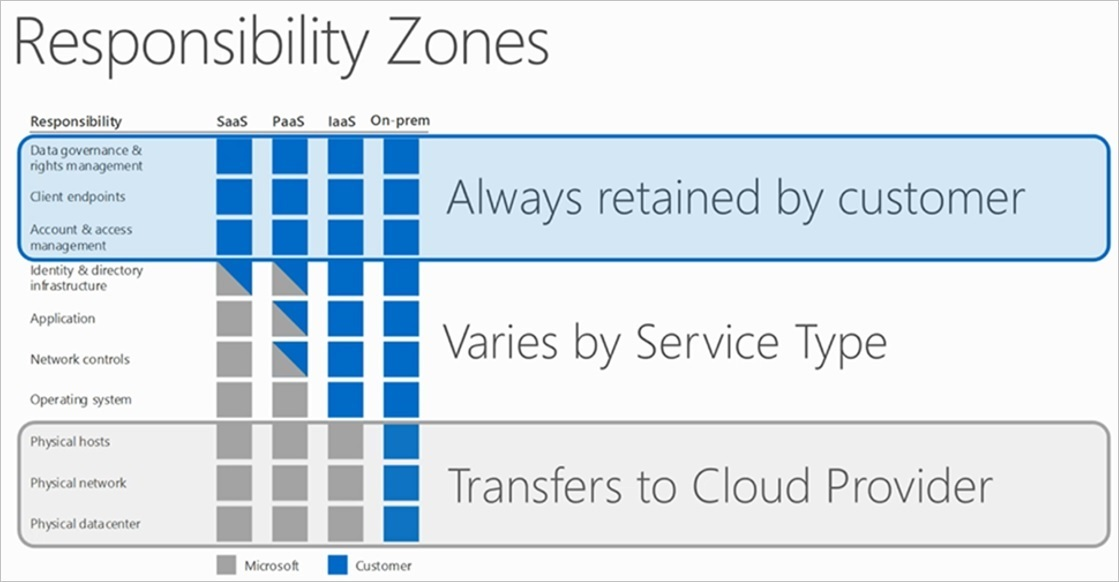 Responsibility Zones
Responsibility SaaS PaaS IaaS On-prem
Data governance &
rights management
Client endpoints
Account & access
management
Always retained by customer
Identity & directory
infrastructure
Application
Network controls
Operating system
Varies by Service Type
Physical hosts
Physical network
Physical datacenter
Transfers to Cloud Provider
Microsoft Customer